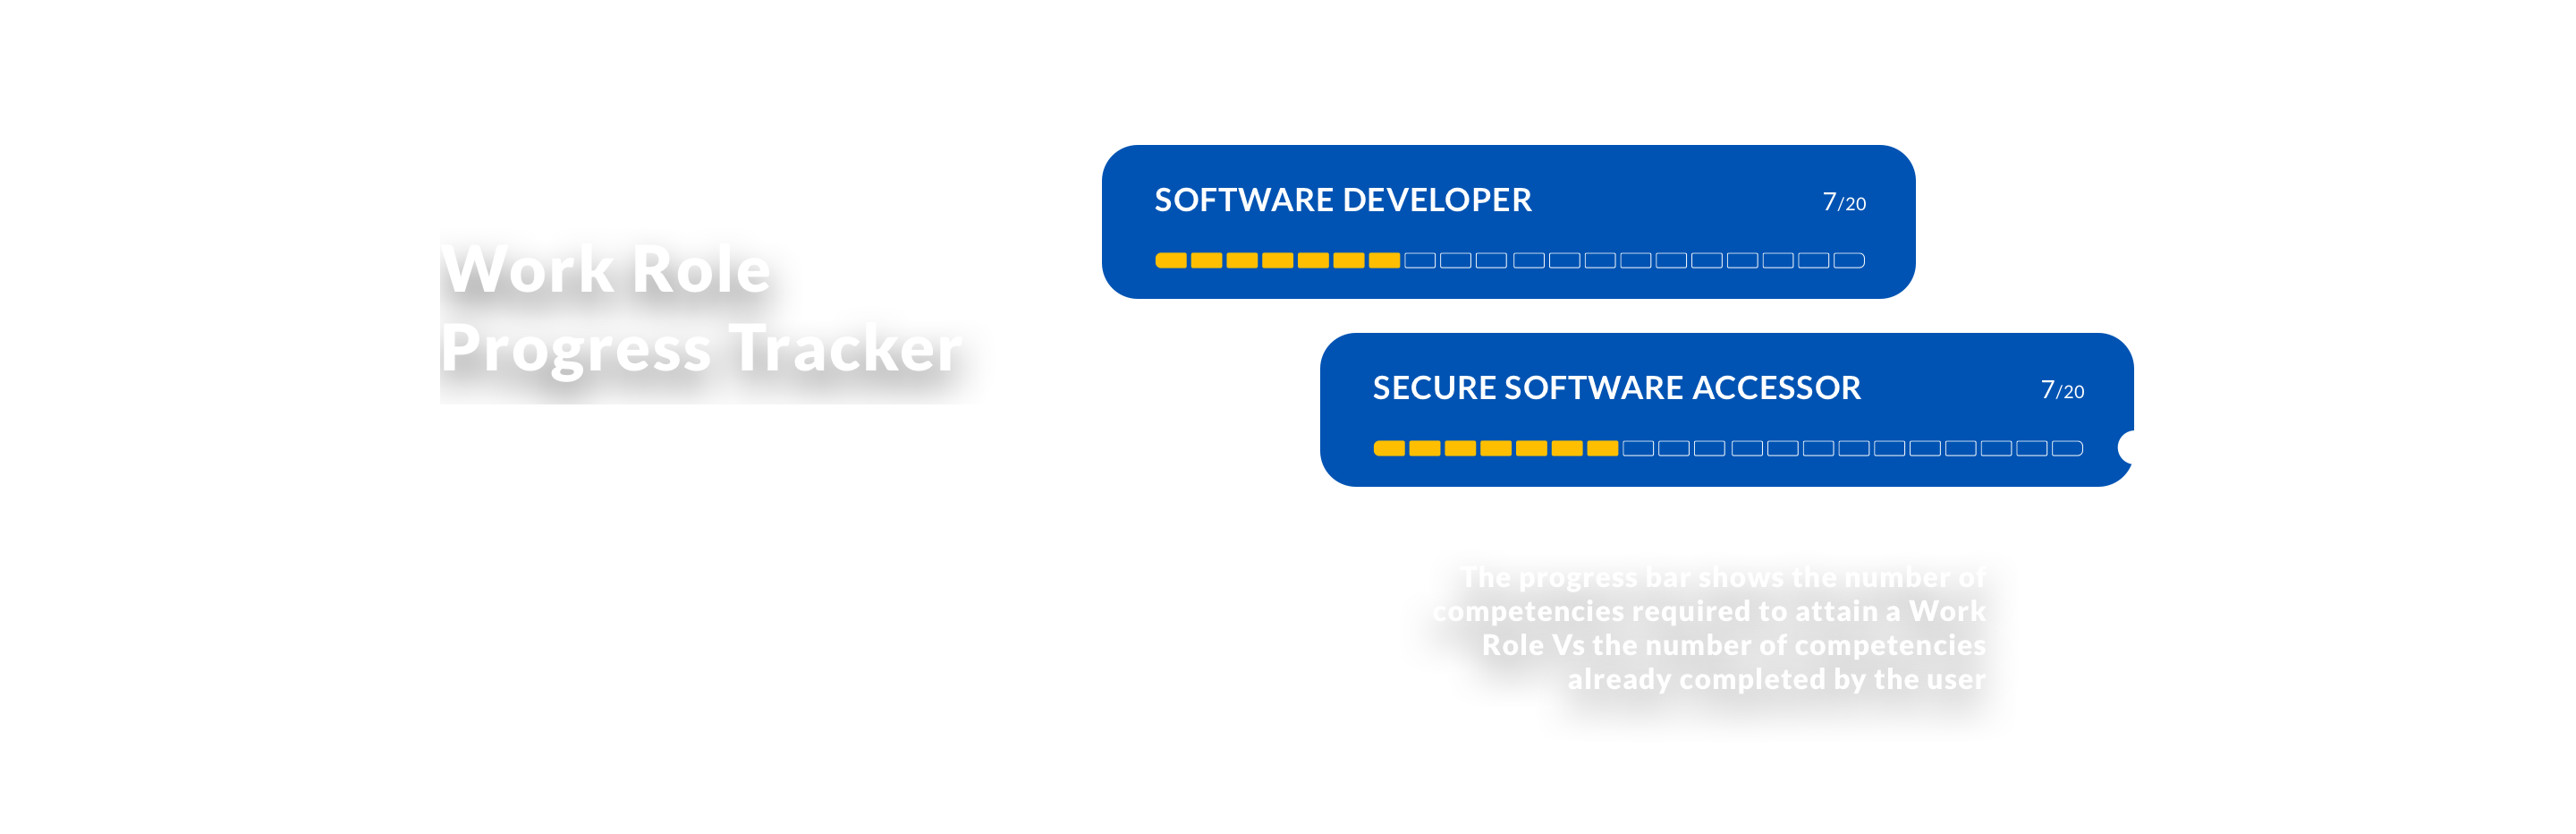 Work Role
Progress Tracker
SOFTWARE DEVELOPER 7/20
SECURE SOFTWARE ACCESSOR 7/20
The progress bar shows the number of
competencies required to attain a Work
Role Vs the number of competencies
already completed by the user